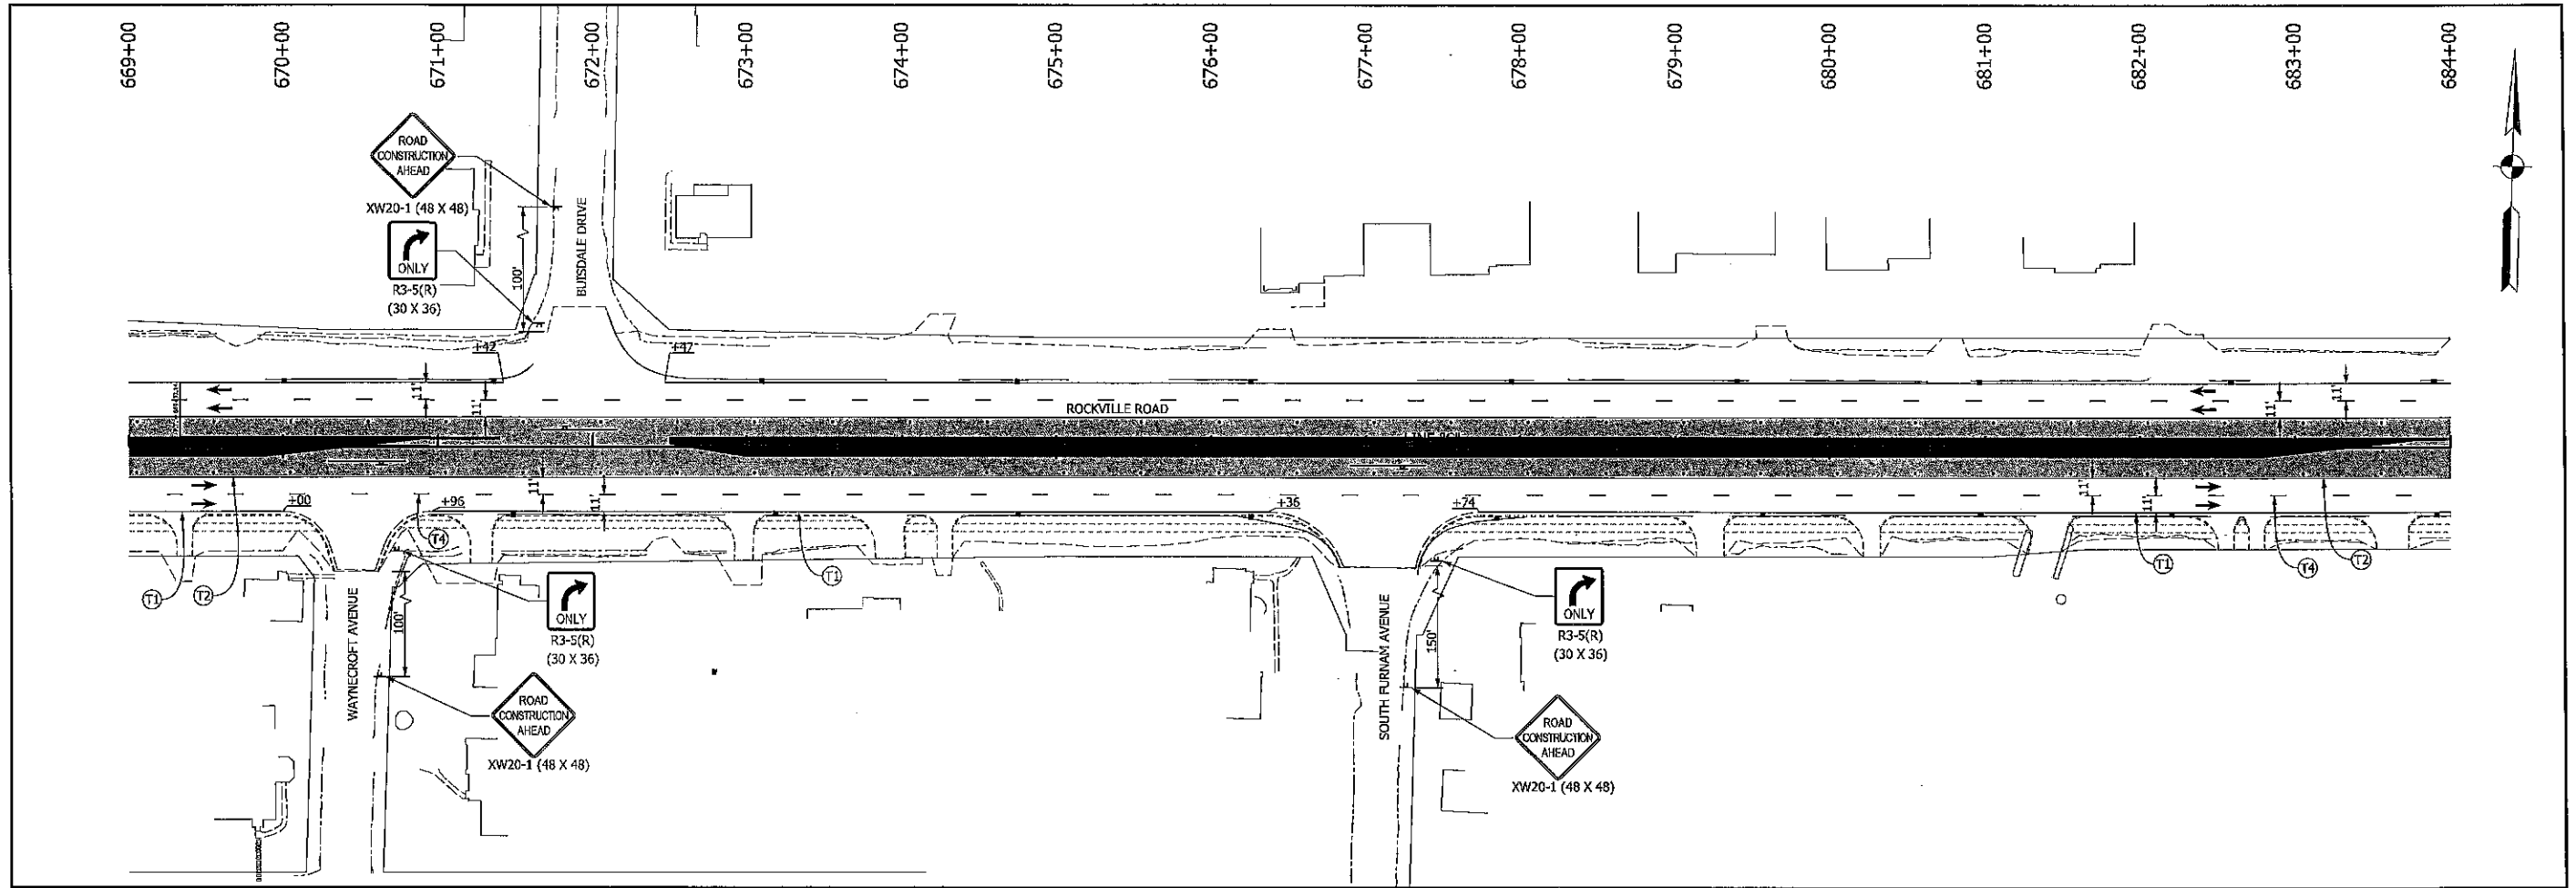 669+00
670+00
671+00
672+00
673+00
674+00
675+00
676+00
677+00
678+00
679+00
680+00
681+00
682+00
683+00
684+00
ROAD
CONSTRUCTION
AHEAD
XW20-1 (48 X 48)
ONLY
R3-5(R)
(30 X 36)
100'
BUISDALE DRIVE
+42
+47
11'
11'
11'
11'
ROCKVILLE ROAD
+00
+96
11'
11'
+36
+74
11'
11'
T4
T1
T2
T1
T1
T4
T2
WAYNECROFT AVENUE
100'
ONLY
R3-5(R)
(30 X 36)
ROAD
CONSTRUCTION
AHEAD
XW20-1 (48 X 48)
SOUTH FURNAM AVENUE
150'
ONLY
R3-5(R)
(30 X 36)
ROAD
CONSTRUCTION
AHEAD
XW20-1 (48 X 48)